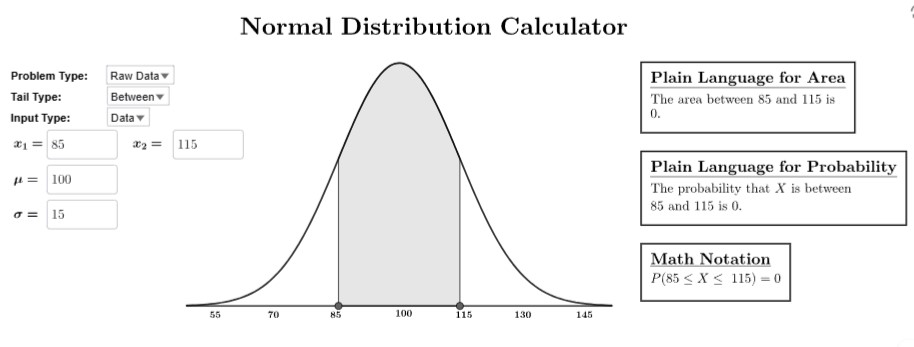 Normal Distribution Calculator
Problem Type: Raw Data
Tail Type: Between
Input Type: Data
x₁ = 85 x₂ = 115
μ = 100
σ = 15
55 70 85 100 115 130 145
Plain Language for Area
The area between 85 and 115 is
0.
Plain Language for Probability
The probability that X is between
85 and 115 is 0.
Math Notation
P(85 ≤ X ≤ 115) = 0